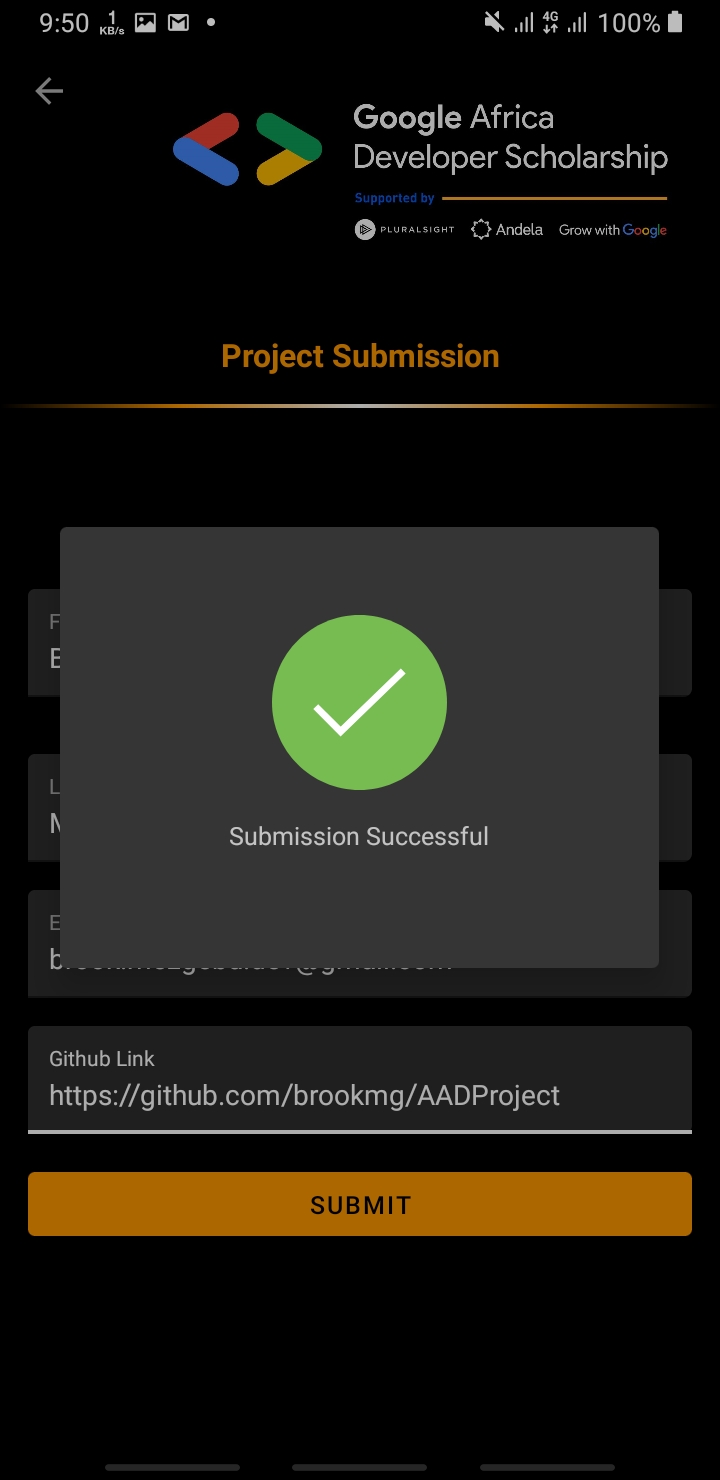 9:50 1 KB/s 4G 100%
Google Africa
Developer Scholarship
Supported by
PLURALSIGHT Andela Grow with Google
Project Submission
Submission Successful
Github Link
https://github.com/brookmg/AADProject
SUBMIT